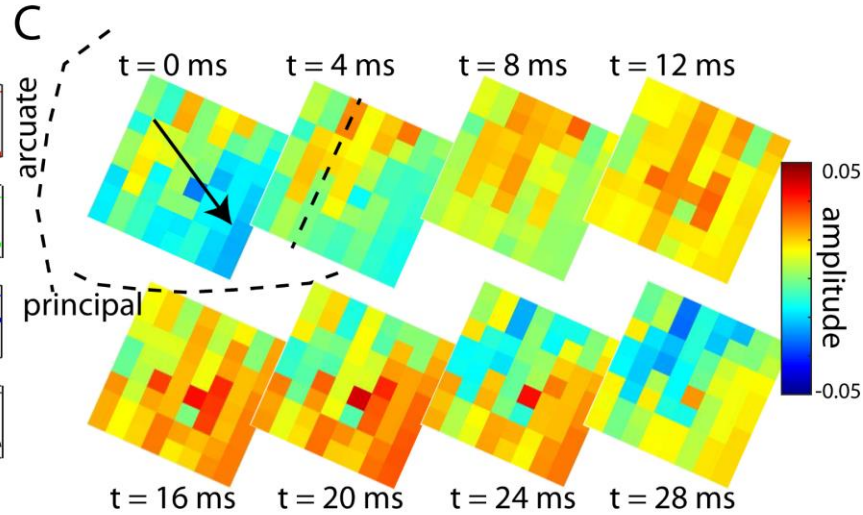 C
t = 0 ms
t = 4 ms
t = 8 ms
t = 12 ms
arcuate
0.05
amplitude
-0.05
principal
t = 16 ms
t = 20 ms
t = 24 ms
t = 28 ms